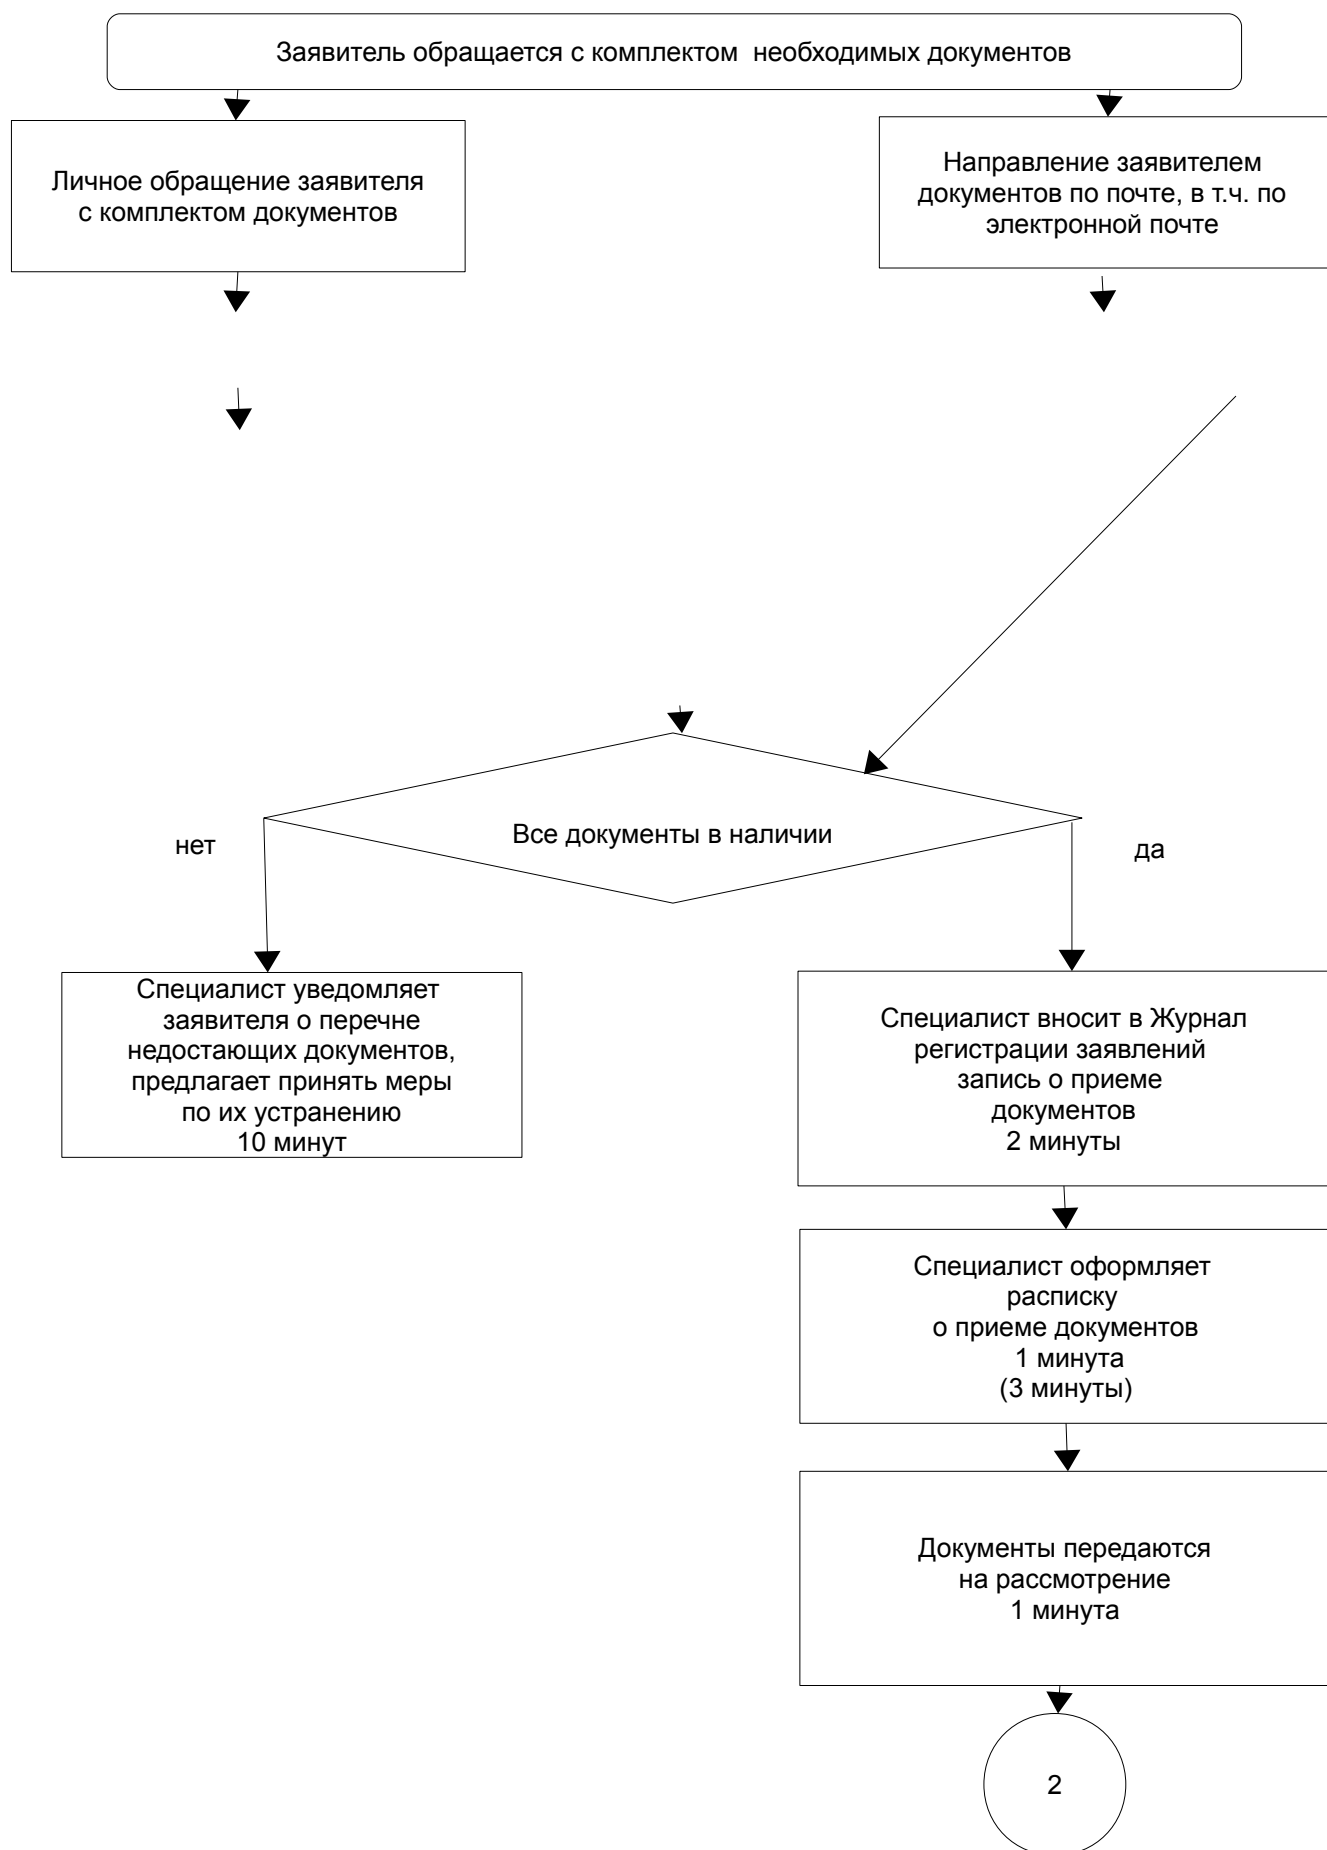 Заявитель обращается с комплектом  необходимых документов
Личное обращение заявителя
с комплектом документов
Направление заявителем
документов по почте, в т.ч. по
электронной почте
Все документы в наличии
нет
да
Специалист уведомляет
заявителя о перечне
недостающих документов,
предлагает принять меры
по их устранению
10 минут
Специалист вносит в Журнал
регистрации заявлений
запись о приеме
документов
2 минуты
Специалист оформляет
расписку
о приеме документов
1 минута
(3 минуты)
Документы передаются
на рассмотрение
1 минута
2